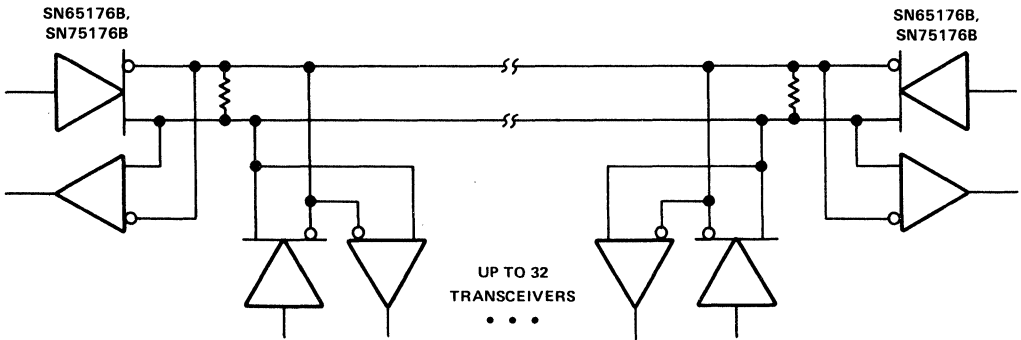 SN65176B,
SN75176B
SN65176B,
SN75176B
UP TO 32
TRANSCEIVERS
• • •